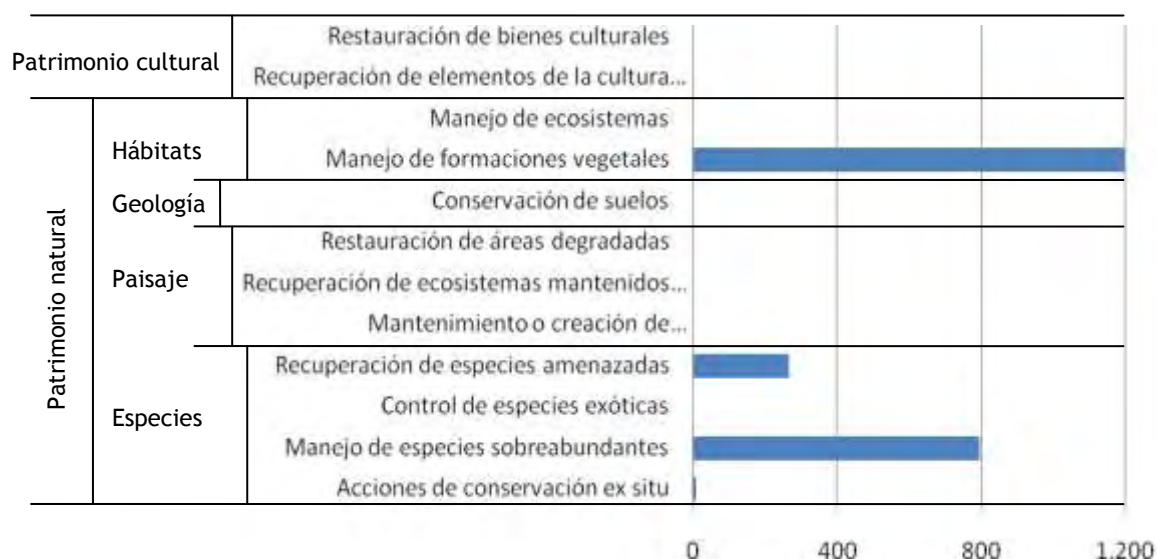 Patrimonio cultural
Restauración de bienes culturales
Recuperación de elementos de la cultura...
Patrimonio natural
Hábitats
Manejo de ecosistemas
Manejo de formaciones vegetales
Geología
Conservación de suelos
Paisaje
Restauración de áreas degradadas
Recuperación de ecosistemas mantenidos...
Mantenimiento o creación de...
Especies
Recuperación de especies amenazadas
Control de especies exóticas
Manejo de especies sobreabundantes
Acciones de conservación ex situ
0 400 800 1.200